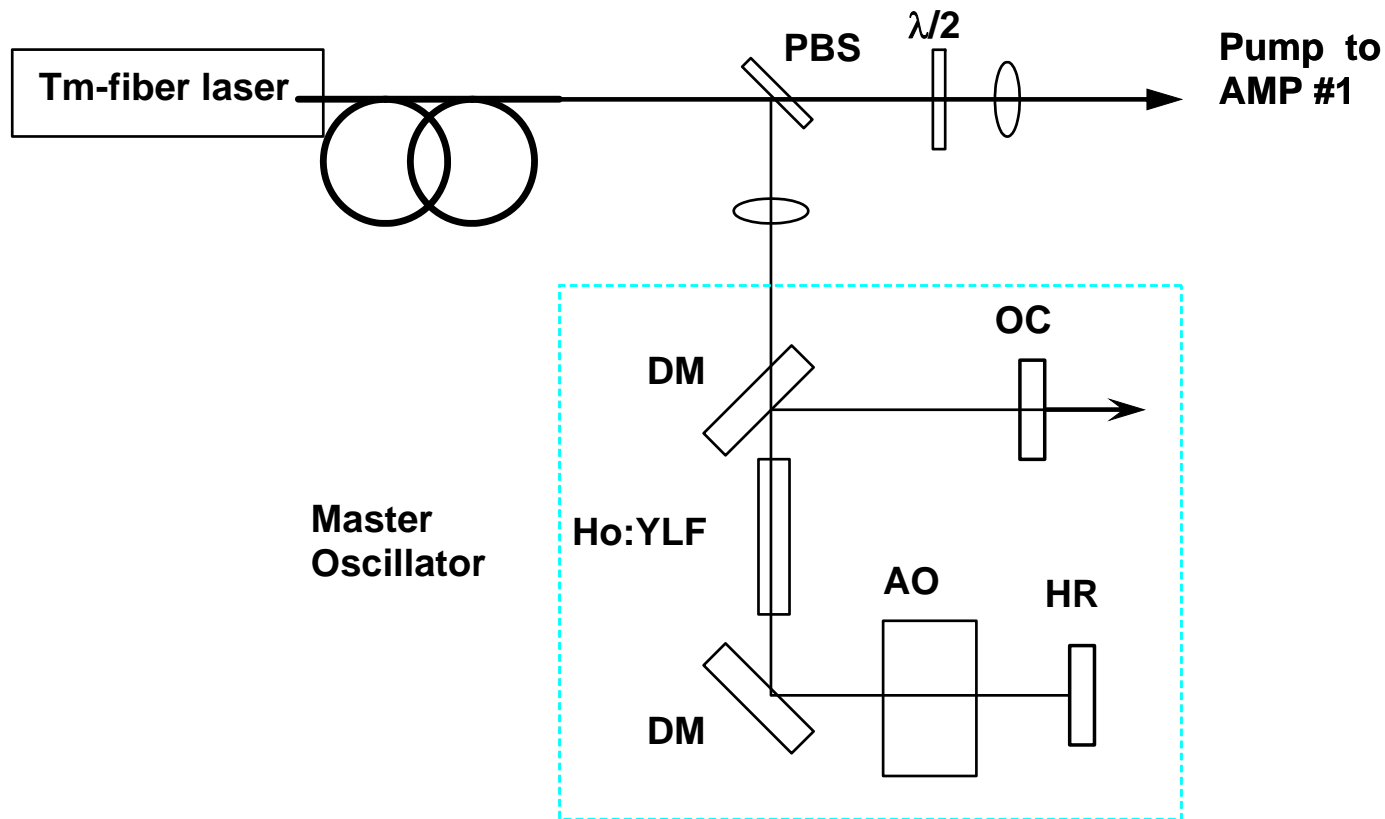 Tm-fiber laser
PBS
λ/2
Pump to
AMP #1
OC
DM
Master
Oscillator
Ho:YLF
AO
HR
DM